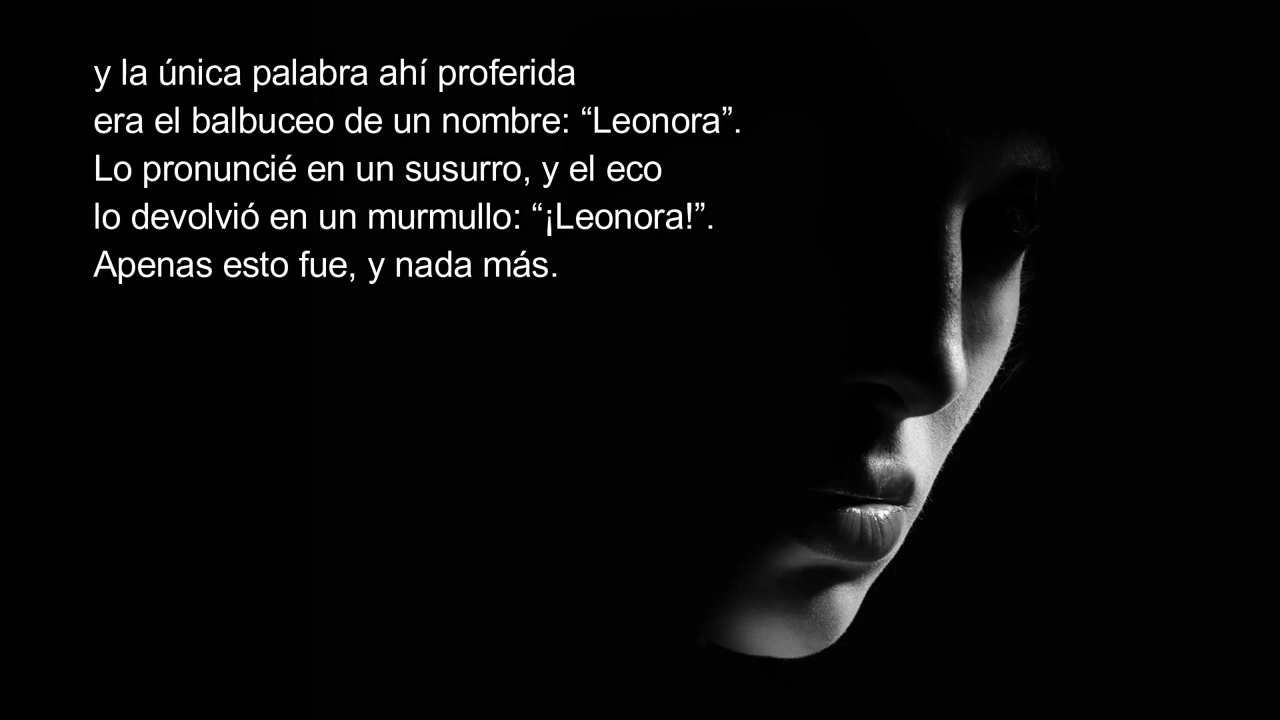 y la única palabra ahí proferida
era el balbuceo de un nombre: “Leonora”.
Lo pronuncié en un susurro, y el eco
lo devolvió en un murmullo: “¡Leonora!”.
Apenas esto fue, y nada más.